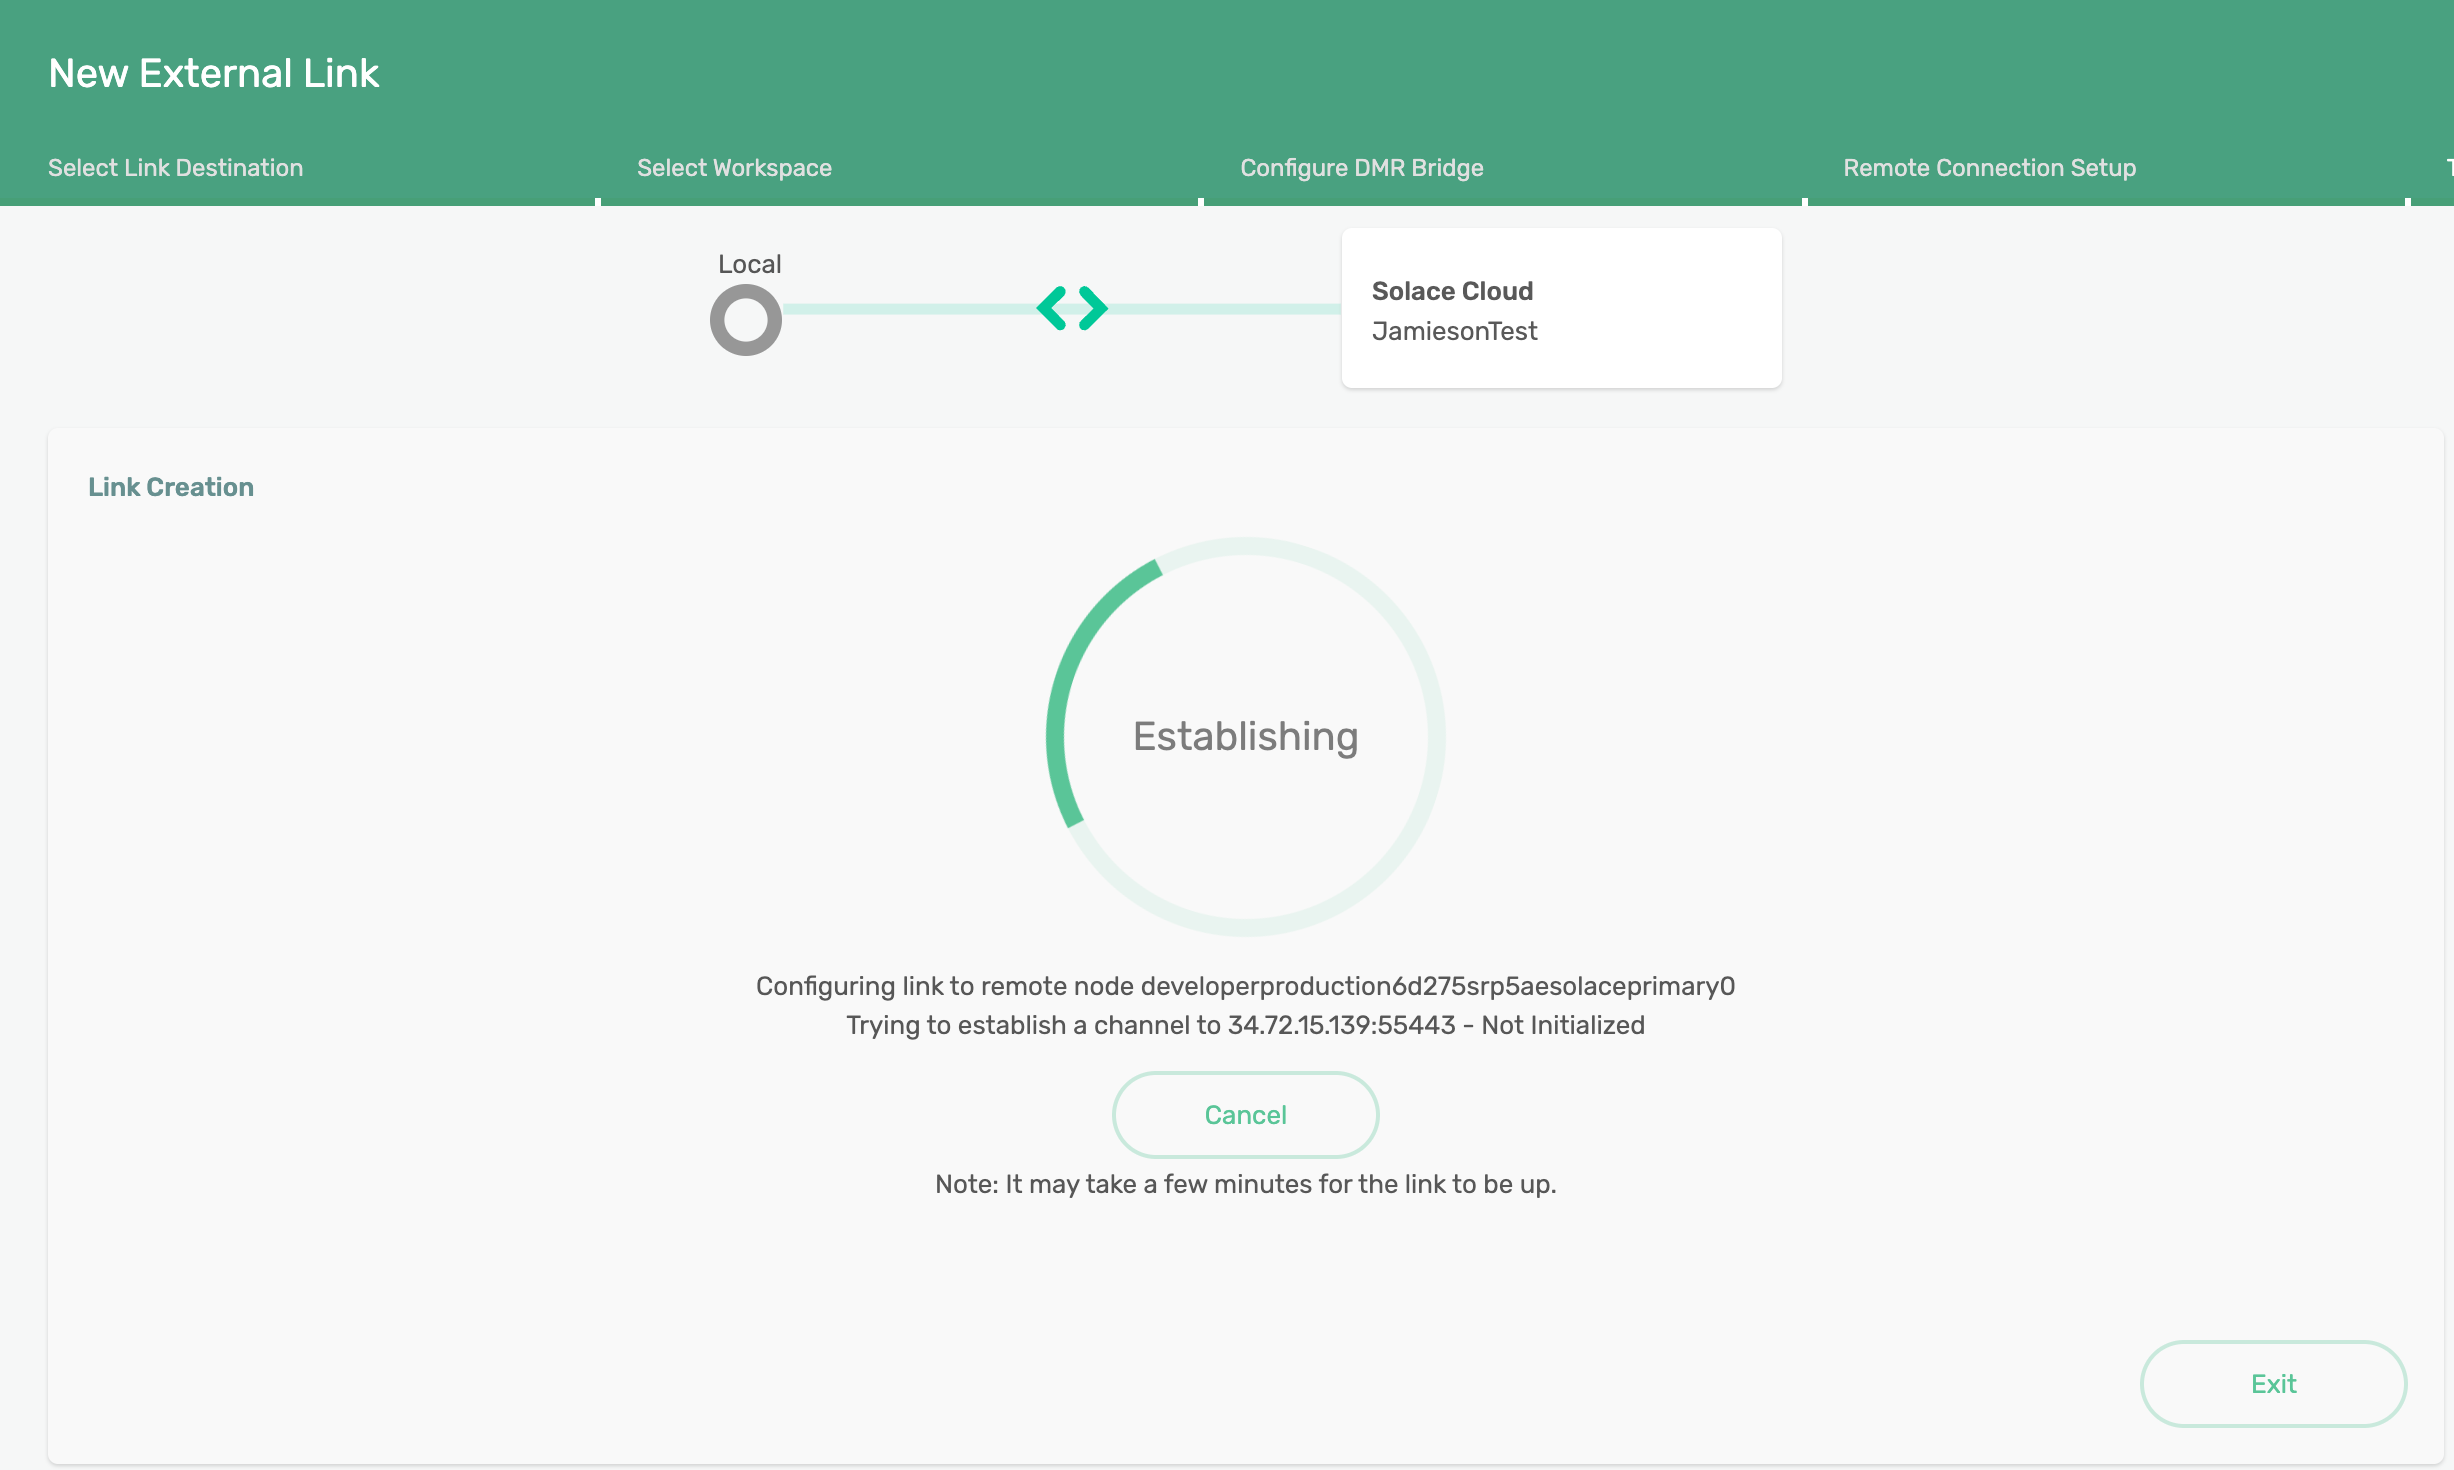 New External Link
Select Link Destination
Select Workspace
Configure DMR Bridge
Remote Connection Setup
Local
Solace Cloud
JamiesonTest
Link Creation
Establishing
Configuring link to remote node developerproduction6d275srp5aesolaceprimary0
Trying to establish a channel to 34.72.15.139:55443 - Not Initialized
Cancel
Note: It may take a few minutes for the link to be up.
Exit